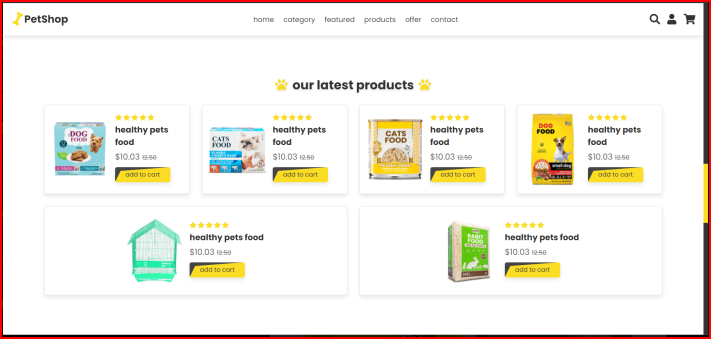 PetShop
home category featured products offer contact
our latest products
DOG
FOOD
healthy pets
food
$10.03 12.50
add to cart
CATS
FOOD
healthy pets
food
$10.03 12.50
add to cart
CATS
FOOD
healthy pets
food
$10.03 12.50
add to cart
DOG
FOOD
small dog
healthy pets
food
$10.03 12.50
add to cart
healthy pets food
$10.03 12.50
add to cart
RABIT
FOOD
healthy pets food
$10.03 12.50
add to cart